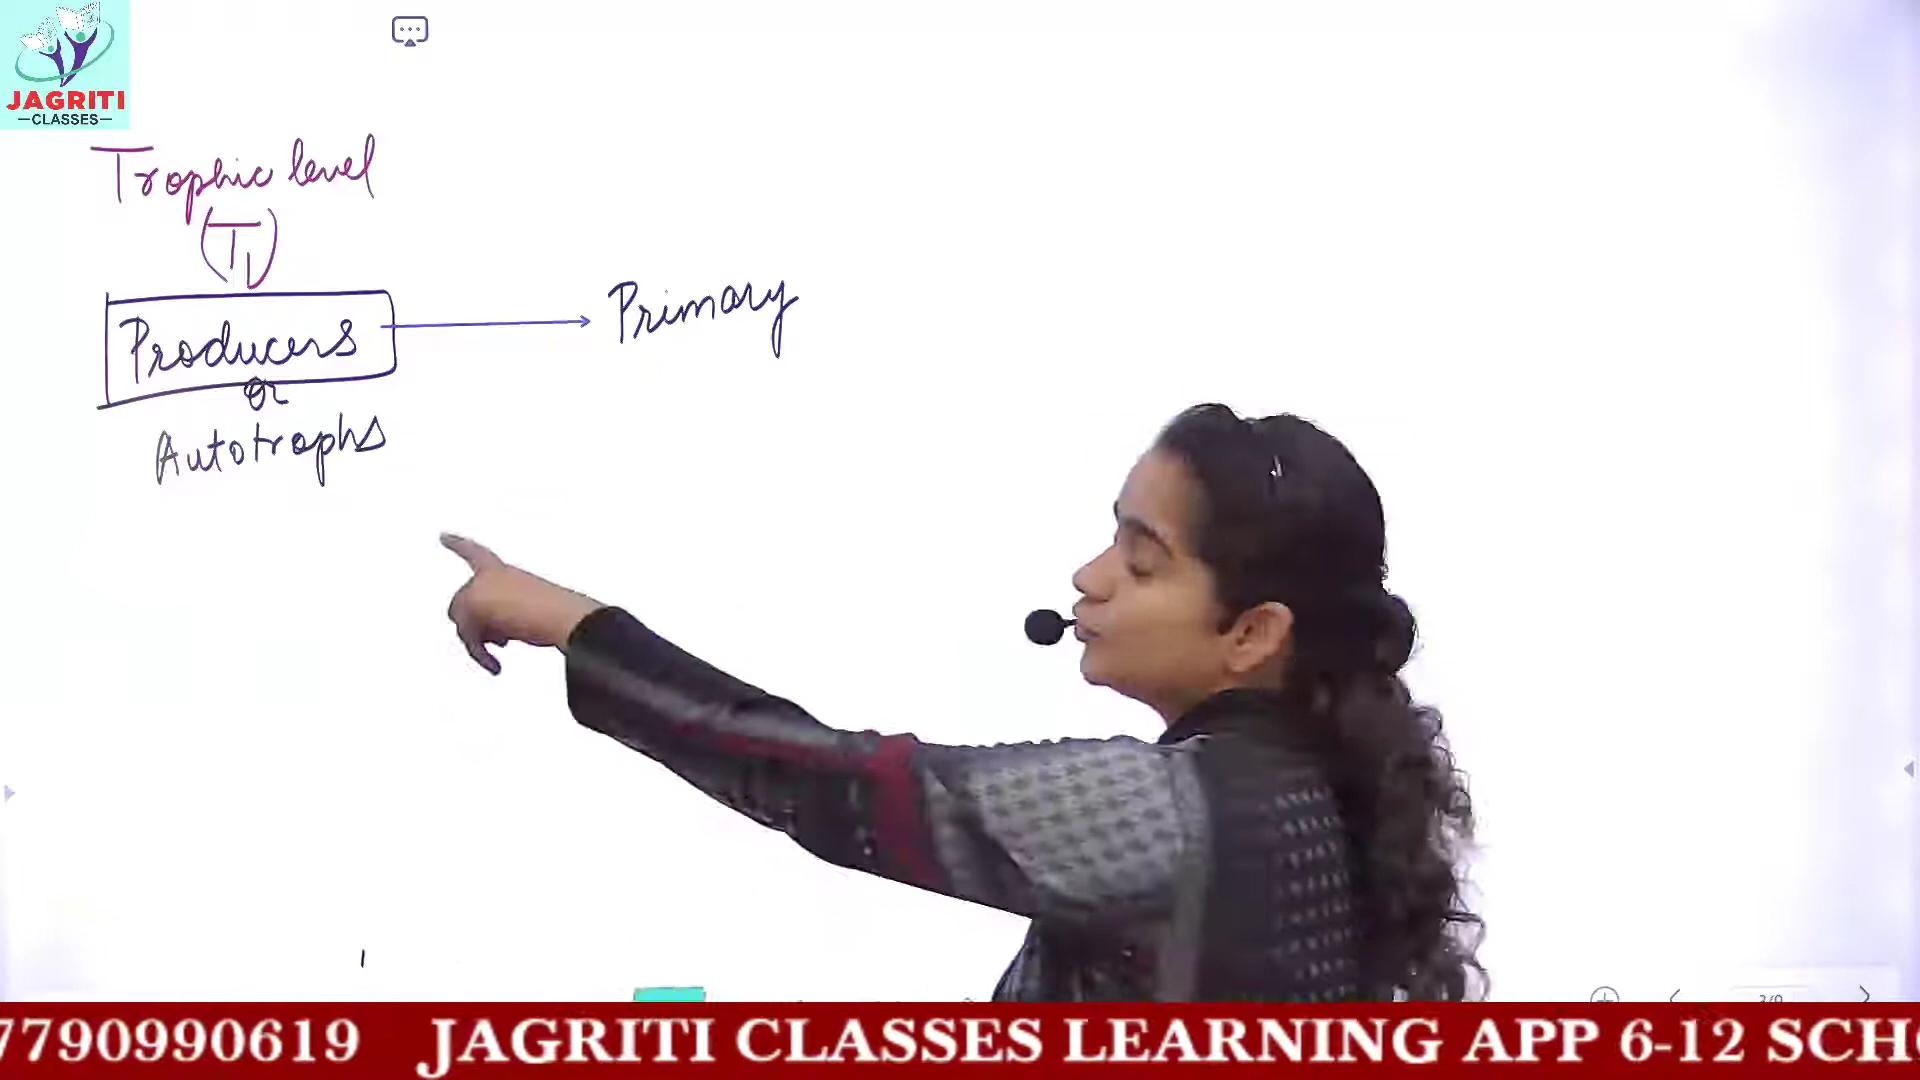 JAGRITI
—CLASSES—
Trophic level
(T1)
Producers
or
Autotrophs
Primary
7790990619 JAGRITI CLASSES LEARNING APP 6-12 SCH